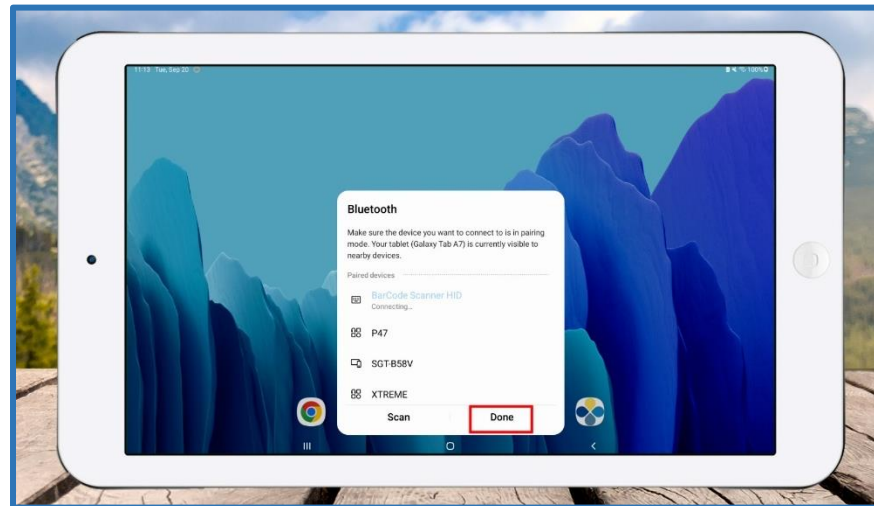 11:13 Tue, Sep 20
100%
Bluetooth
Make sure the device you want to connect to is in pairing
mode. Your tablet (Galaxy Tab A7) is currently visible to
nearby devices.
Paired devices
BarCode Scanner HID
Connecting...
P47
SGT-B58V
XTREME
Scan
Done